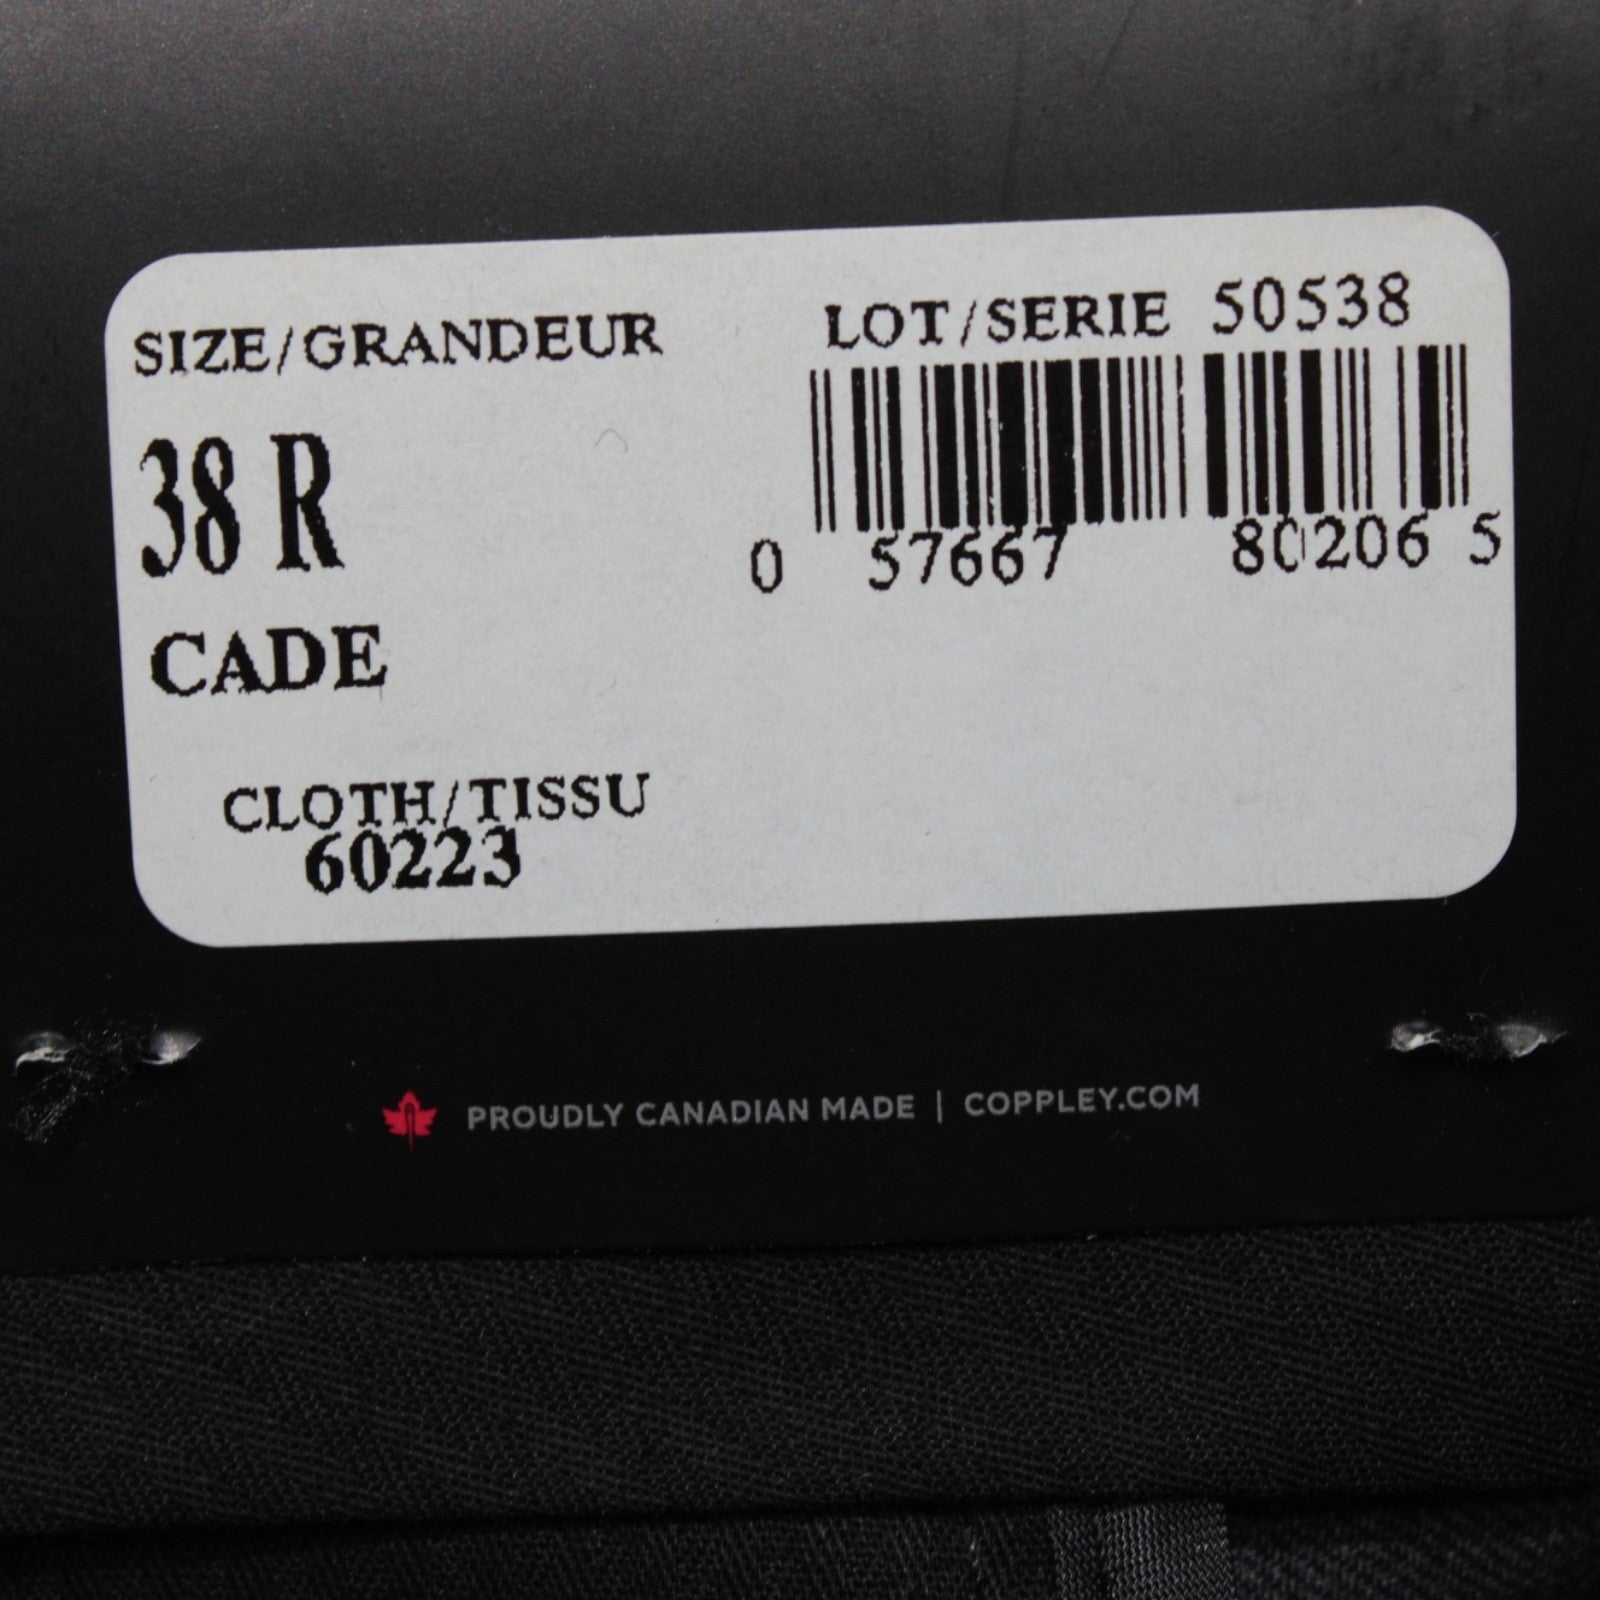 SIZE/GRANDEUR
LOT/SERIE 50538
38 R
0 57667 80206 5
CADE
CLOTH/TISSU
60223
PROUDLY CANADIAN MADE | COPPLEY.COM